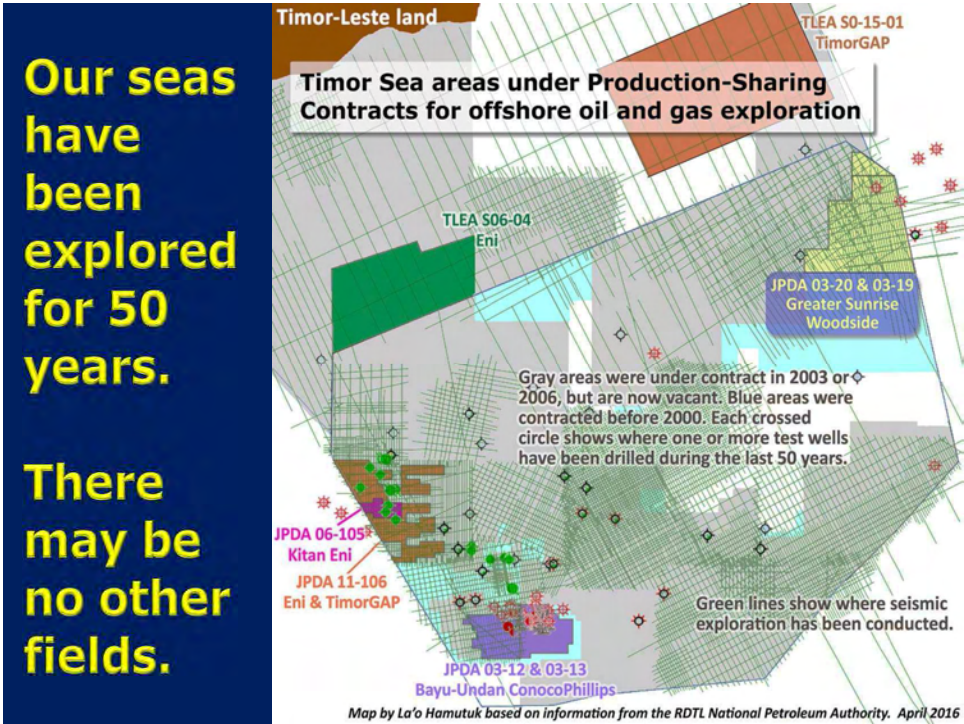 Our seas
have
been
explored
for 50
years.
There
may be
no other
fields.
Timor-Leste land
TLEA S0-15-01
TimorGAP
Timor Sea areas under Production-Sharing
Contracts for offshore oil and gas exploration
TLEA S06-04
Eni
JPDA 03-20 & 03-19
Greater Sunrise
Woodside
Gray areas were under contract in 2003 or
2006, but are now vacant. Blue areas were
contracted before 2000. Each crossed
circle shows where one or more test wells
have been drilled during the last 50 years.
JPDA 06-105
Kitan Eni
JPDA 11-106
Eni & TimorGAP
Green lines show where seismic
exploration has been conducted.
JPDA 03-12 & 03-13
Bayu-Undan ConocoPhillips
Map by La'o Hamutuk based on information from the RDTL National Petroleum Authority. April 2016